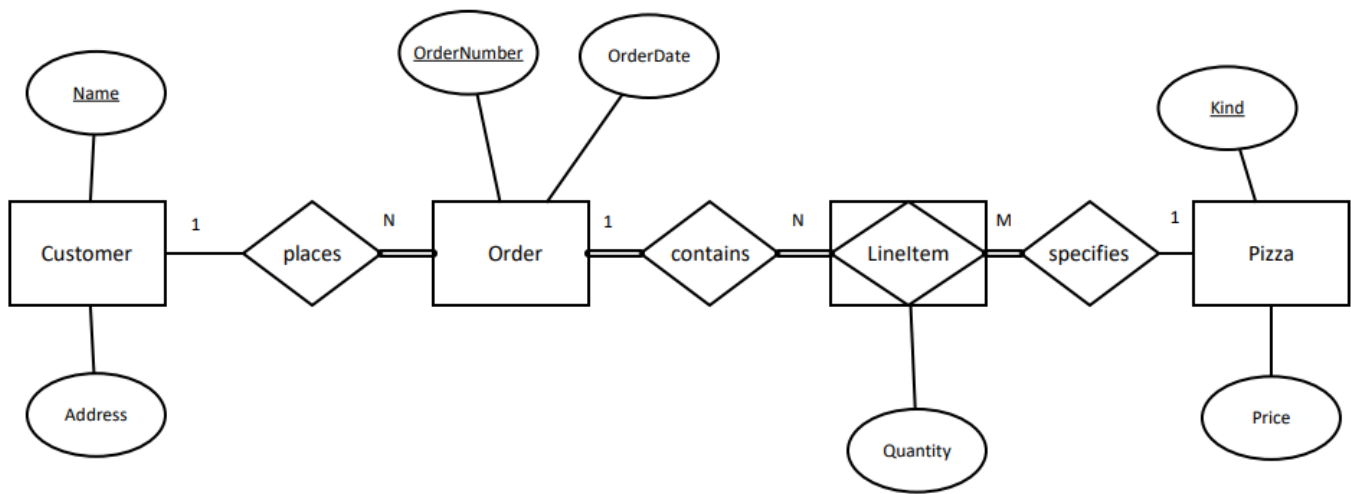 OrderNumber
OrderDate
Name
Kind
1
N
1
N
M
1
Customer
places
Order
contains
LineItem
specifies
Pizza
Address
Price
Quantity